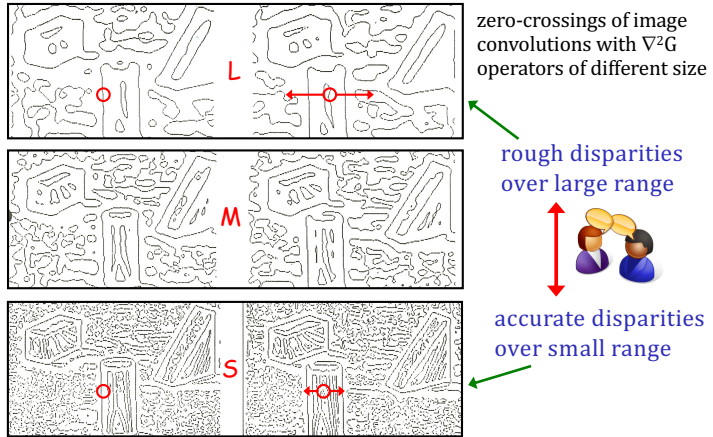 zero-crossings of image
convolutions with ∇²G
operators of different size
L
rough disparities
over large range
M
accurate disparities
over small range
S